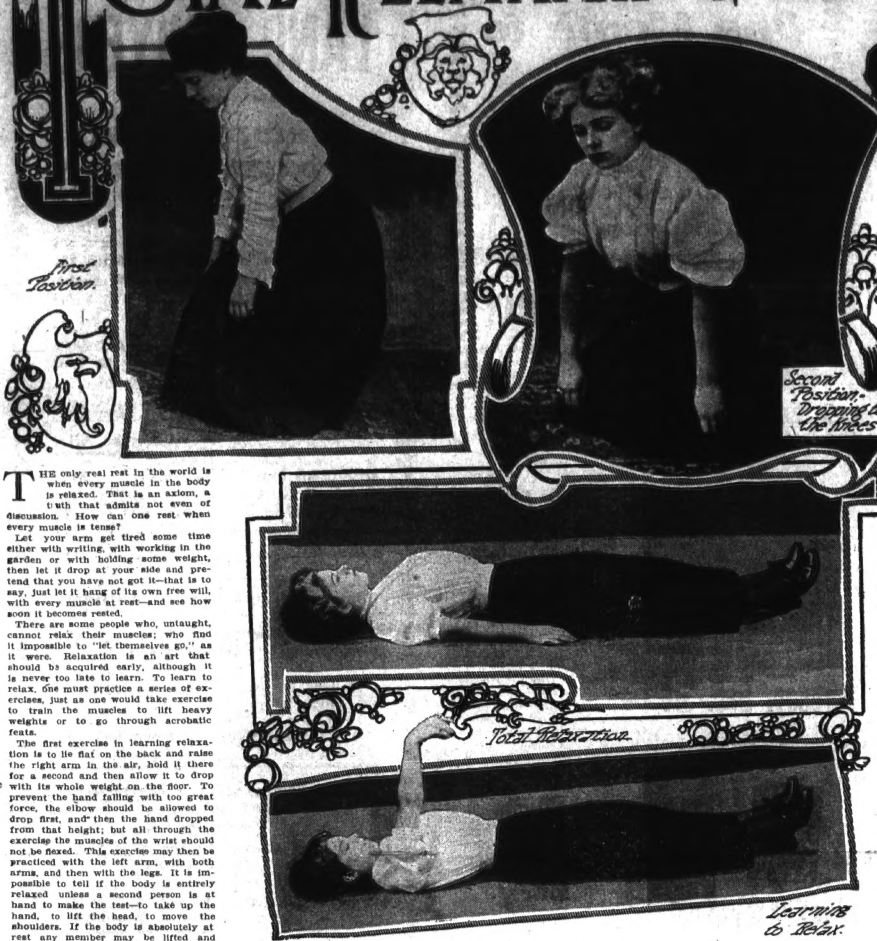 First
Position.
Second
Position.-
Dropping
the Knees
THE only real rest in the world is
when every muscle in the body
is relaxed. That is an axiom, a
truth that admits not even of
discussion. How can one rest when
every muscle is tense?
Let your arm get tired some time
either with writing, with working in the
garden or with holding some weight,
then let it drop at your side and pre-
tend that you have not got it—that is to
say, just let it hang of its own free will,
with every muscle at rest—and see how
soon it becomes rested.
There are some people who, untaught,
cannot relax their muscles; who find
it impossible to "let themselves go," as
it were. Relaxation is an art that
should be acquired early, although it
is never too late to learn. To learn to
relax, one must practice a series of ex-
ercises, just as one would take exercise
to train the muscles to lift heavy
weights or to go through acrobatic
feats.
The first exercise in learning relaxa-
tion is to lie flat on the back and raise
the right arm in the air, hold it there
for a second and then allow it to drop
with its whole weight on the floor. To
prevent the hand falling with too great
force, the elbow should be allowed to
drop first, and then the hand dropped
from that height; but all through the
exercise the muscles of the wrist should
not be flexed. This exercise may then be
practiced with the left arm, with both
arms, and then with the legs. It is im-
possible to tell if the body is entirely
relaxed unless a second person is at
hand to make the test—to take up the
hand, to lift the head, to move the
shoulders. If the body is absolutely at
rest any member may be lifted and
Total Relaxation
Learning
to Relax.